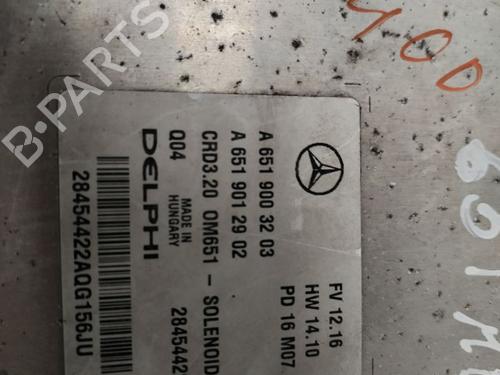 B-PARTS
400
A 651 900 32 03
A 651 901 29 02
CRD3.20 OM651 - SOLENOID
Q04 MADE IN HUNGARY
DELPHI
28454422AQG156JU
FV 12.16
HW 14.10
PD 16 M07